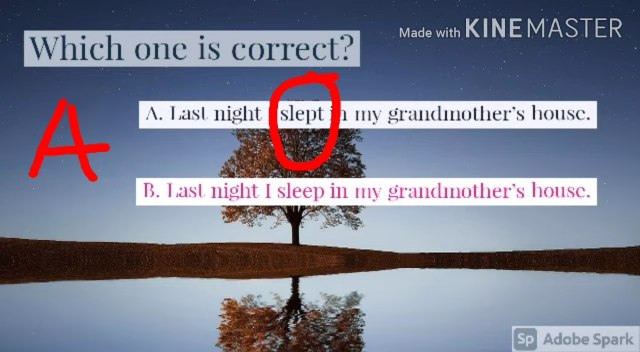 Made with KINEMASTER
Which one is correct?
A. Last night I slept in my grandmother's house.
A
B. Last night I sleep in my grandmother's house.
Sp Adobe Spark